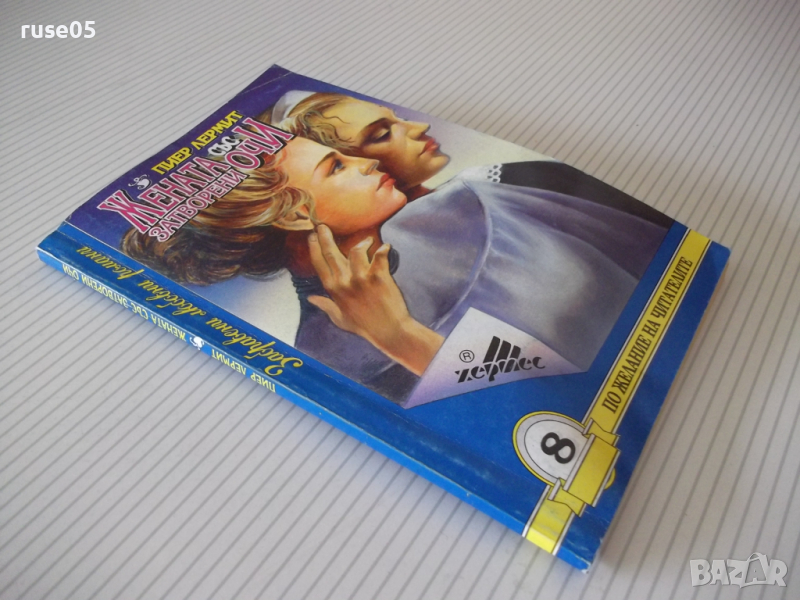 ruse05
ПИЕР ЛЕРМИТ
ЖЕНАТА
СЪС
ЗАТВОРЕНИ
ОЧИ
Забравени любовни романи
®
хермес
8
ПО ЖЕЛАНИЕ НА ЧИТАТЕЛИТЕ
ПИЕР ЛЕРМИТ ЖЕНАТА СЪС ЗАТВОРЕНИ ОЧИ
BAZAR